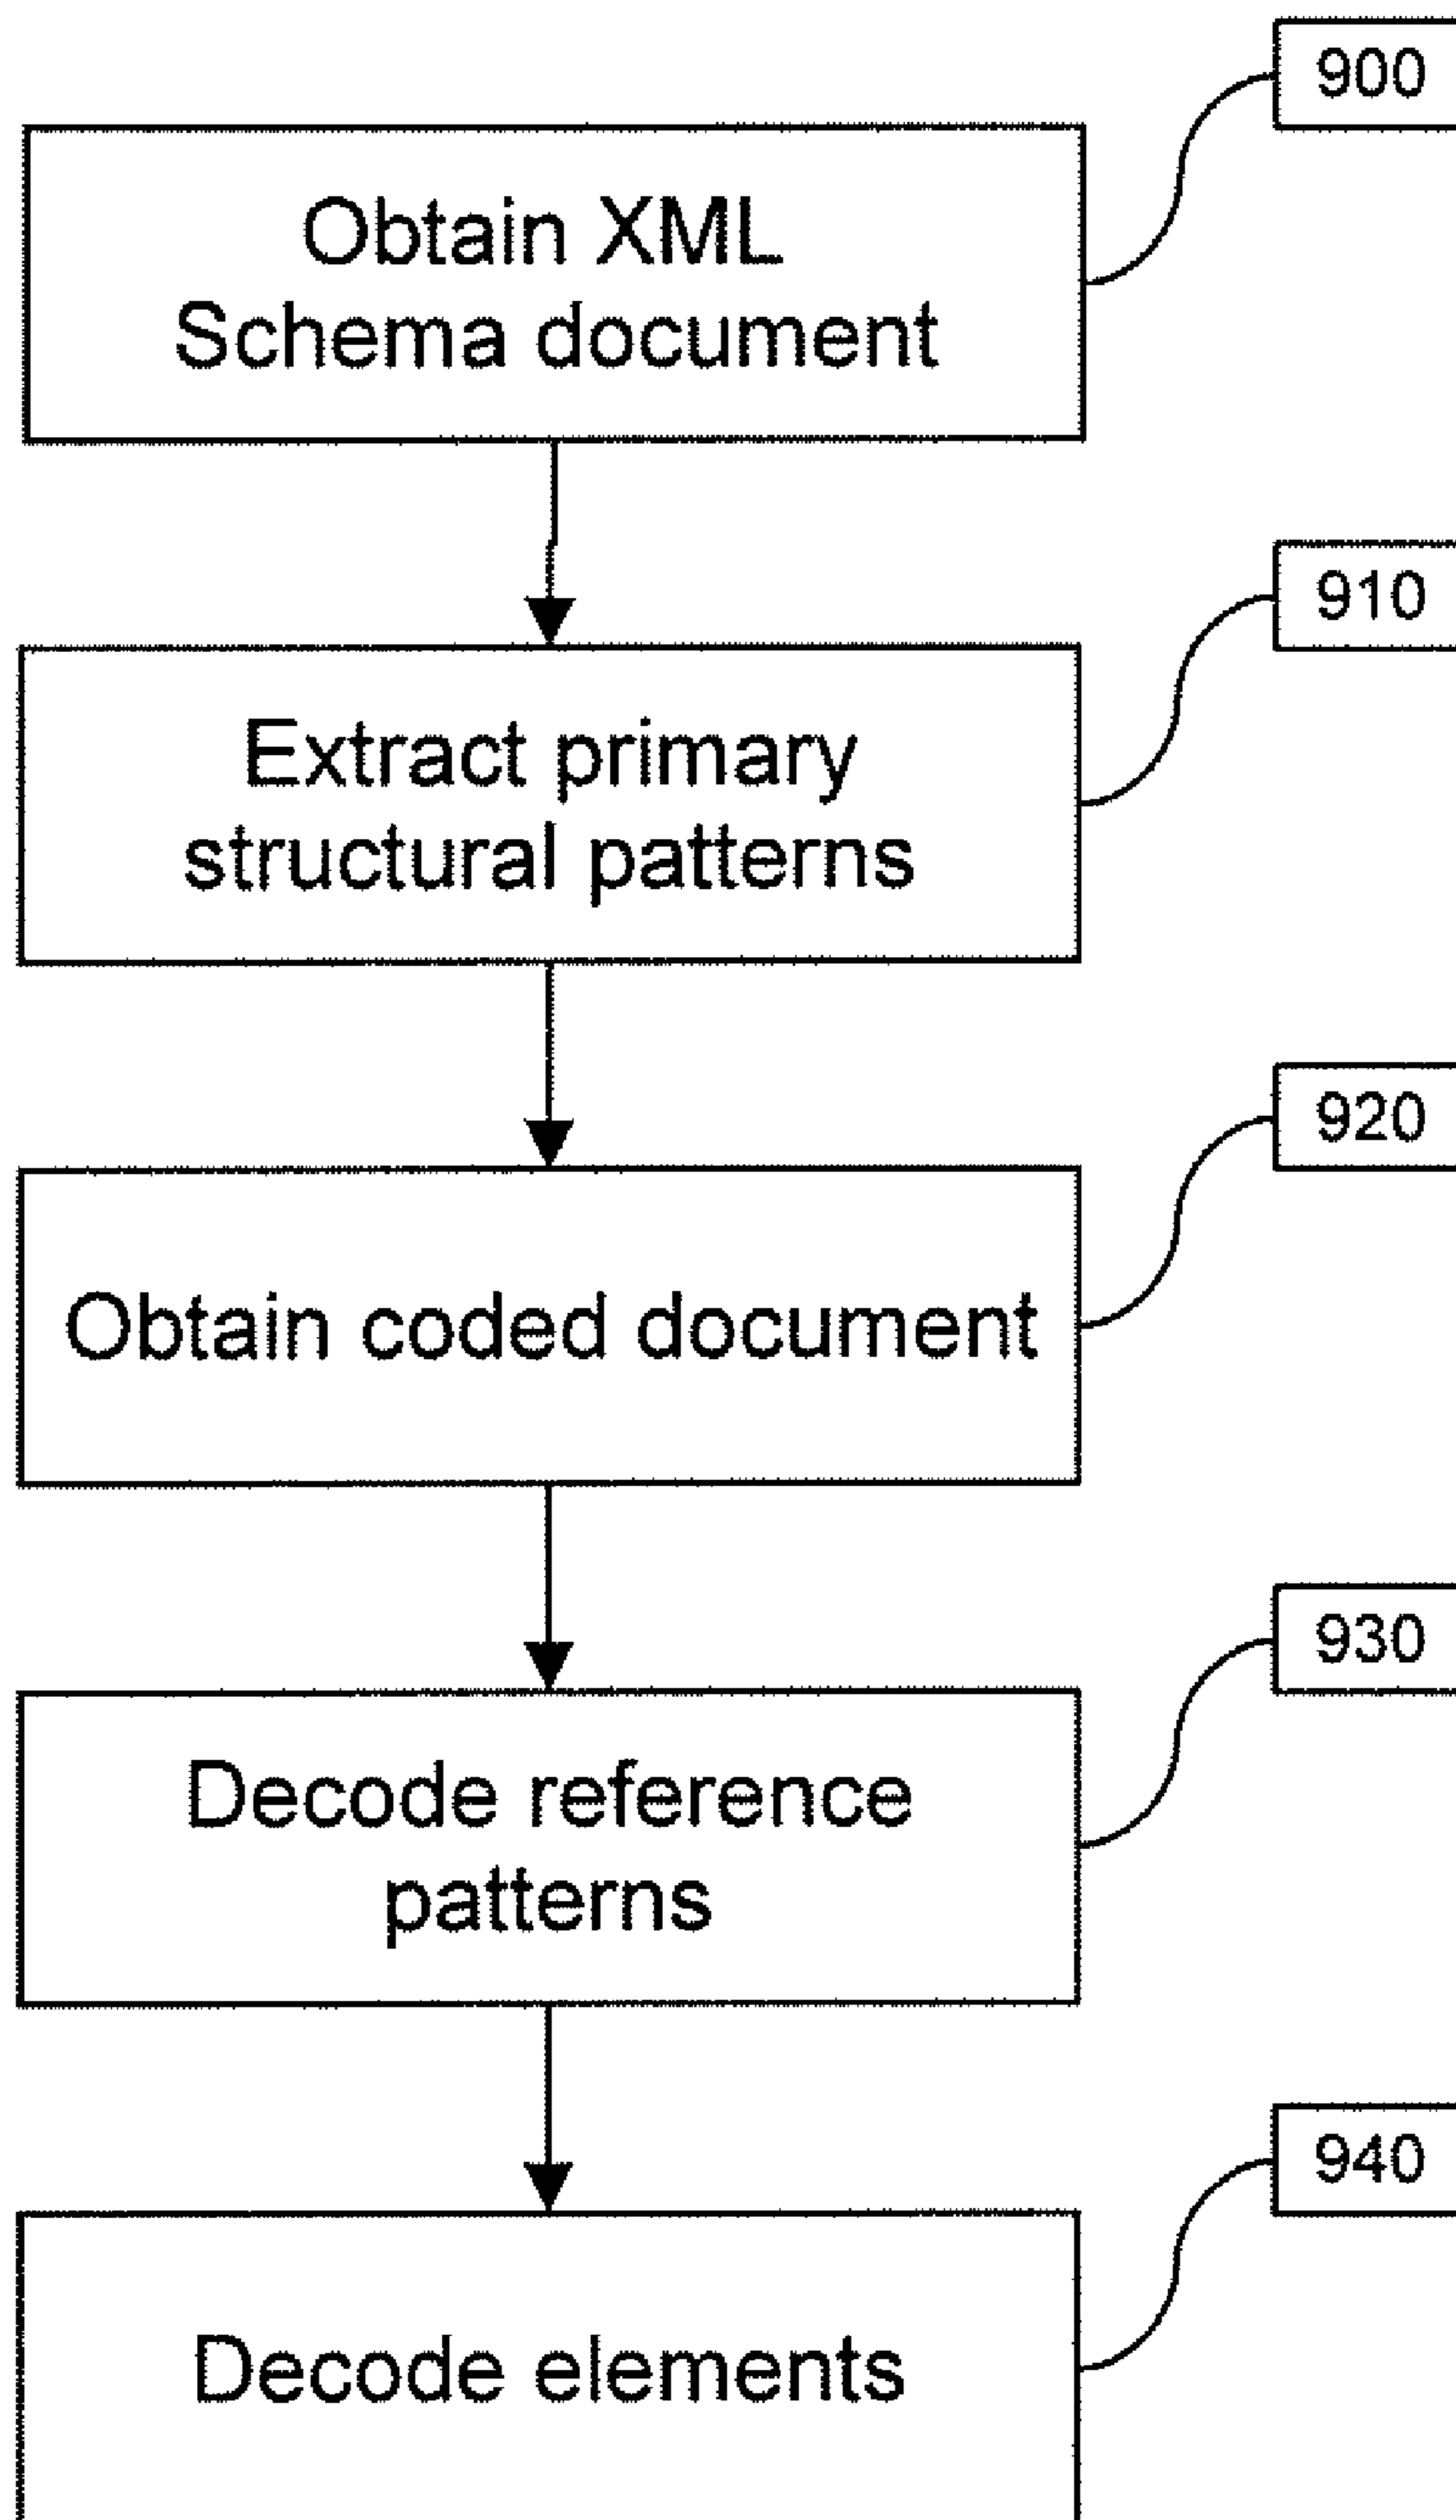 900
Obtain XML
Schema document
910
Extract primary
structural patterns
920
Obtain coded document
930
Decode reference
patterns
940
Decode elements